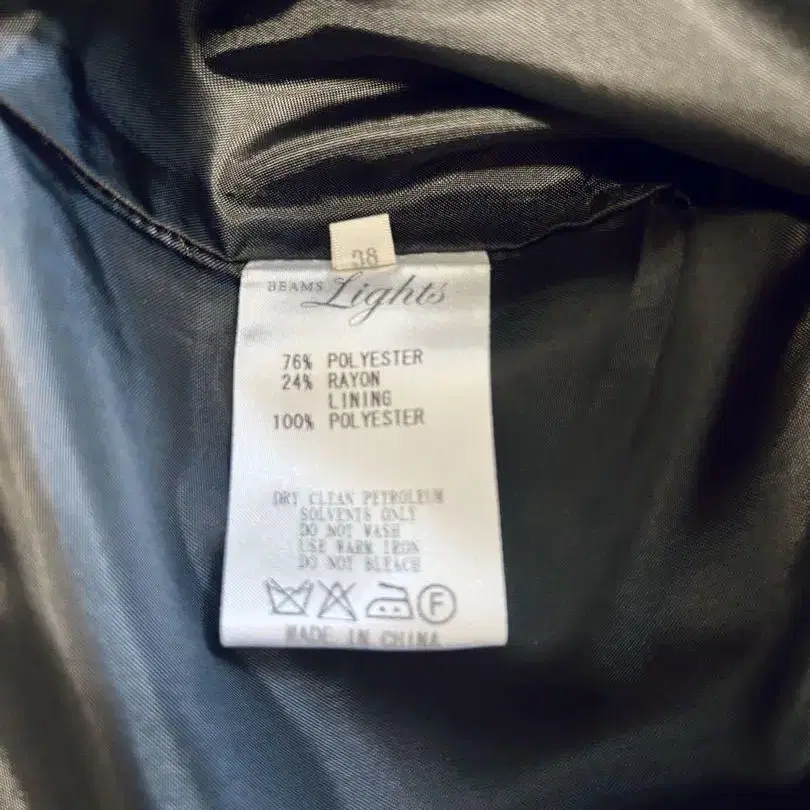 38
BEAMS Lights
76% POLYESTER
24% RAYON
LINING
100% POLYESTER
DRY CLEAN PETROLEUM
SOLVENTS ONLY
DO NOT WASH
USE WARM IRON
DO NOT BLEACH
F
MADE IN CHINA